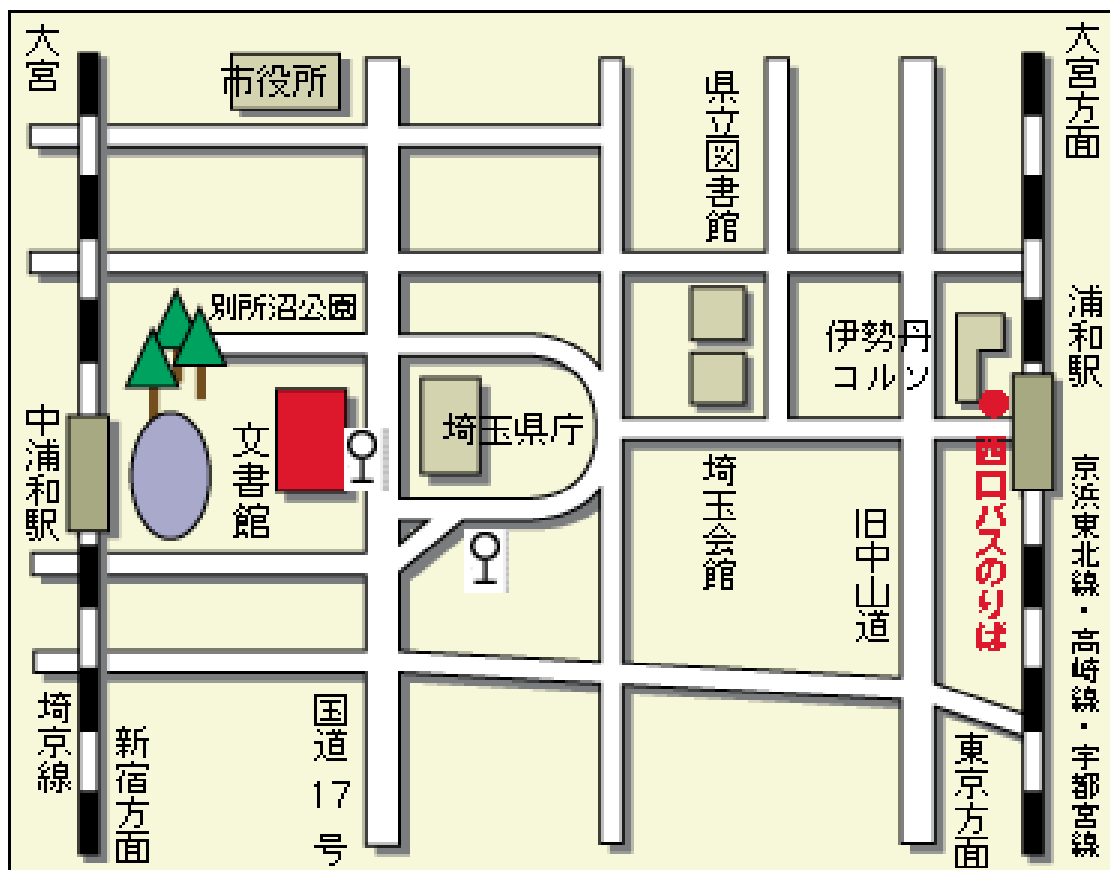 大宮
市役所
県立図書館
大宮方面
別所沼公園
伊勢丹
コルソ
浦和駅
中浦和駅
文書館
埼玉県庁
埼玉会館
旧中山道
西口バスのりば
京浜東北線・高崎線・宇都宮線
埼京線
新宿方面
国道17号
東京方面